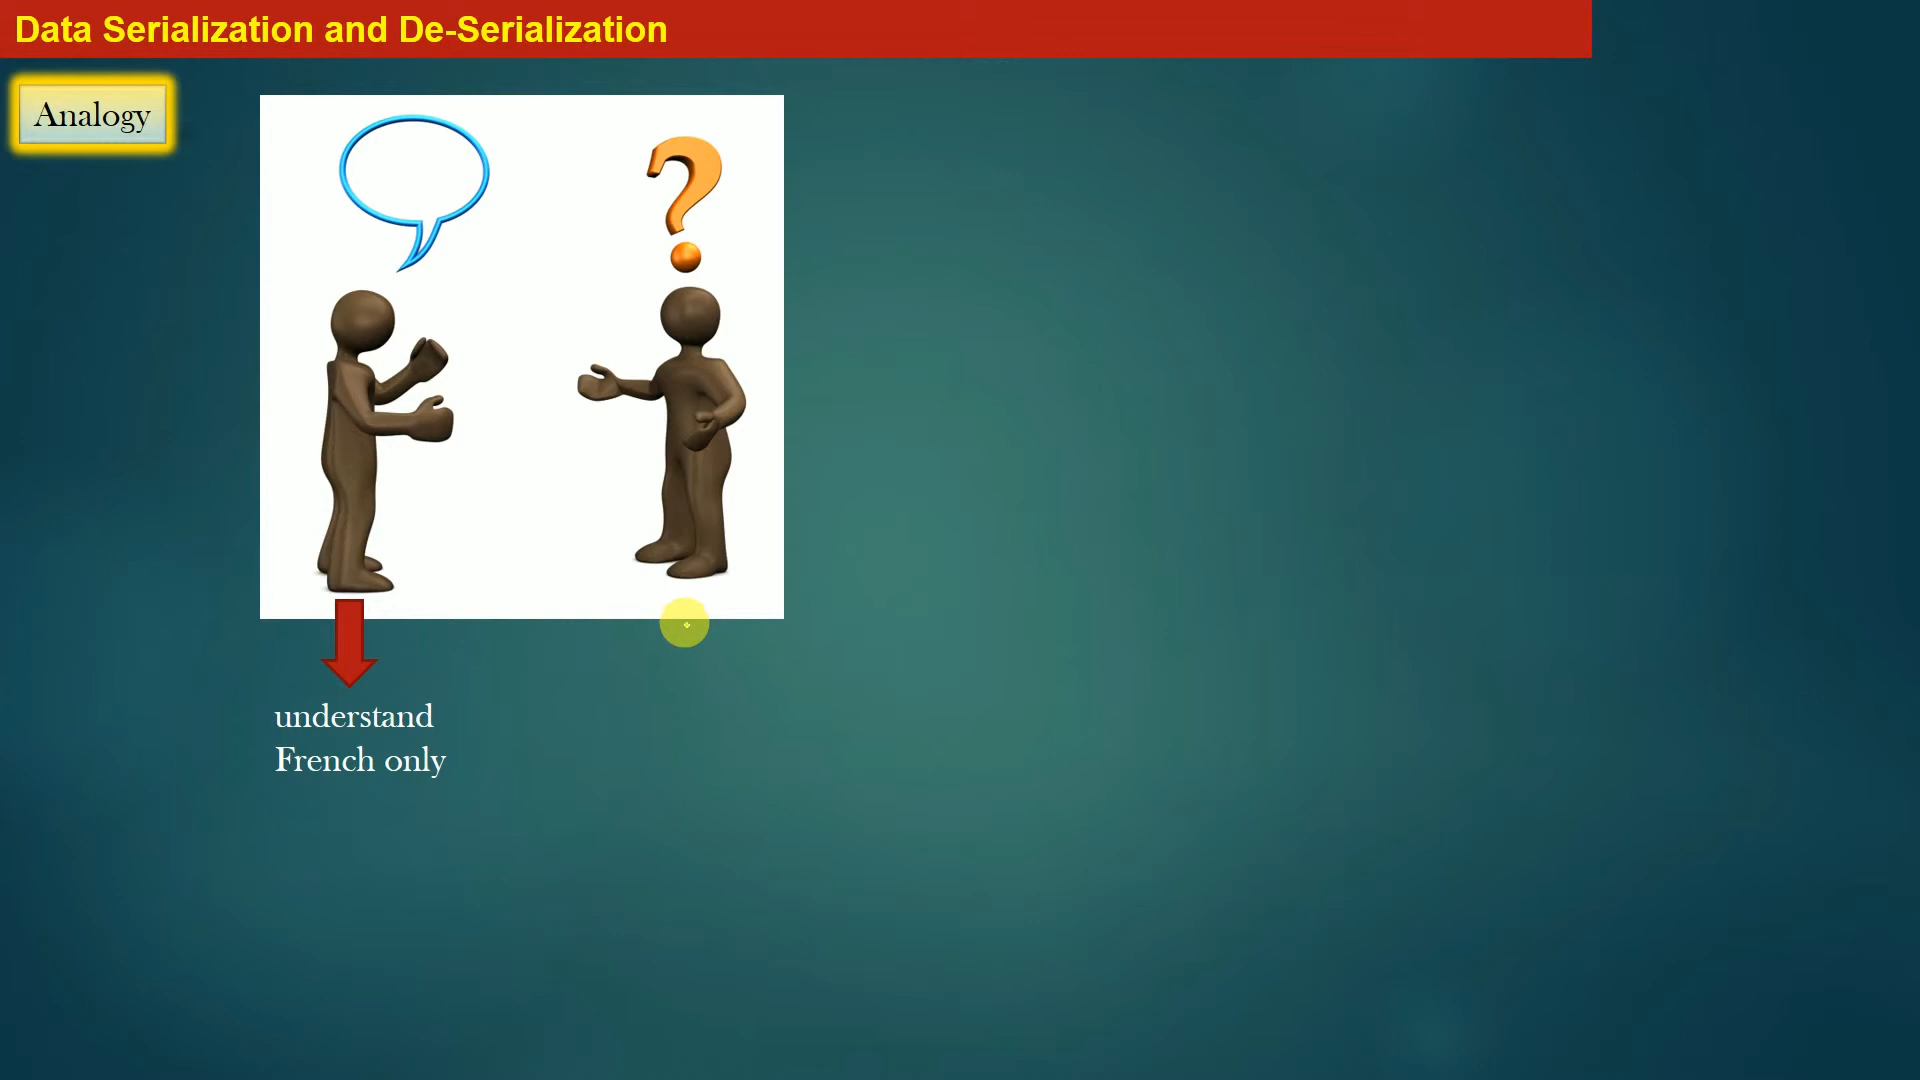 Data Serialization and De-Serialization
Analogy
?
understand
French only